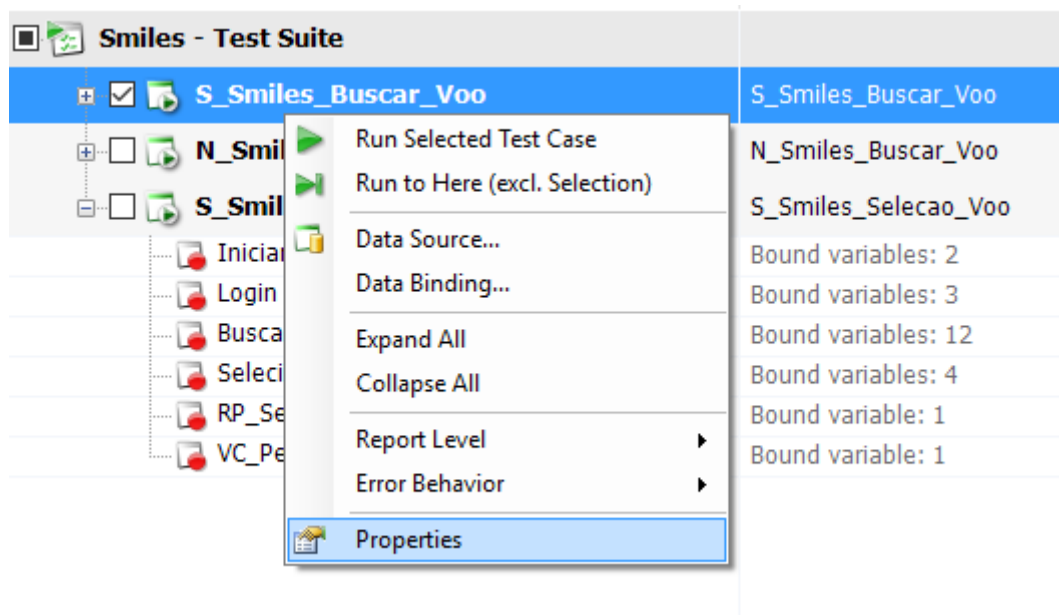 Smiles - Test Suite
S_Smiles_Buscar_Voo S_Smiles_Buscar_Voo
Run Selected Test Case
N_Smil N_Smiles_Buscar_Voo
Run to Here (excl. Selection)
S_Smil S_Smiles_Selecao_Voo
Data Source...
Iniciar Bound variables: 2
Data Binding...
Login Bound variables: 3
Busca Bound variables: 12
Expand All
Seleci Bound variables: 4
Collapse All
RP_Se Bound variable: 1
Report Level
VC_Pe Bound variable: 1
Error Behavior
Properties